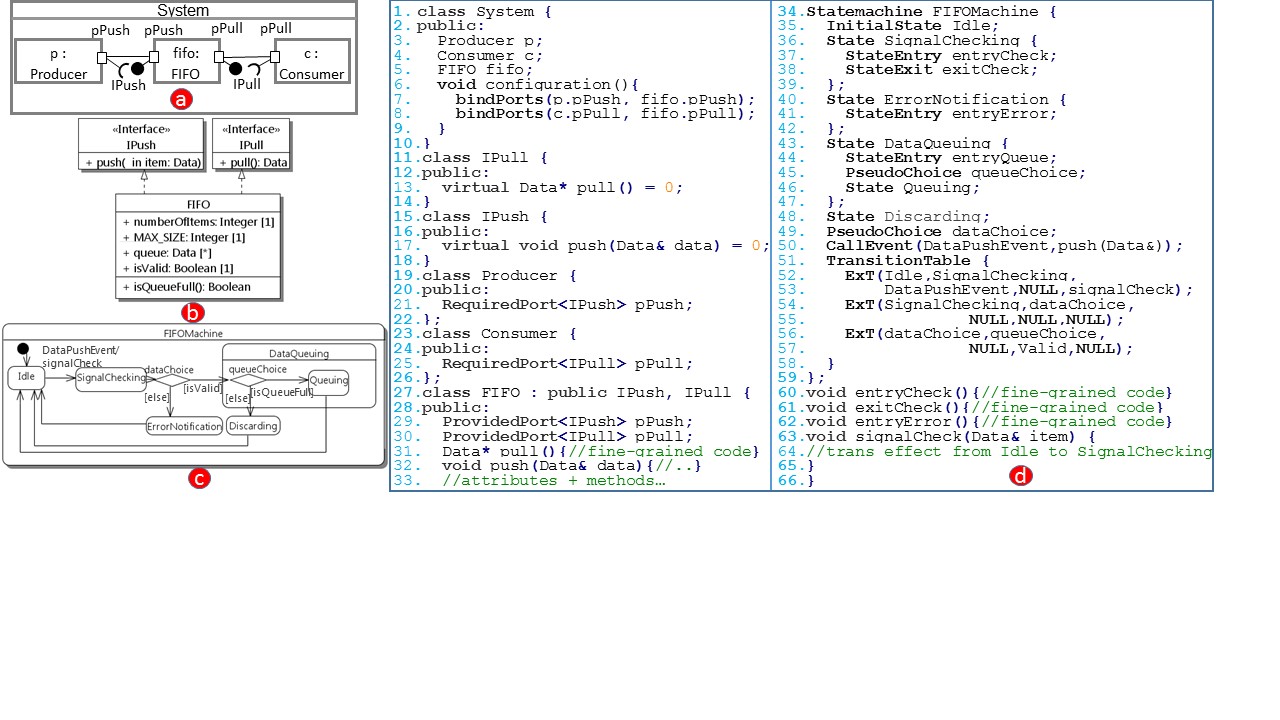 System
pPush pPush pPull pPull
p :
Producer
fifo:
FIFO
c :
Consumer
IPush
IPull
a
«Interface»
IPush
+ push( in item: Data)
«Interface»
IPull
+ pull(): Data
FIFO
+ numberOfItems: Integer [1]
+ MAX_SIZE: Integer [1]
+ queue: Data [*]
+ isValid: Boolean [1]
+ isQueueFull(): Boolean
b
FIFOMachine
DataPushEvent/
signalCheck
Idle
SignalChecking
dataChoice
[isValid]
[else]
DataQueuing
queueChoice
[isQueueFull]
[else]
Queuing
ErrorNotification
Discarding
c
1. class System {
2. public:
3. Producer p;
4. Consumer c;
5. FIFO fifo;
6. void configuration(){
7. bindPorts(p.pPush, fifo.pPush);
8. bindPorts(c.pPull, fifo.pPull);
9. }
10.}
11.class IPull {
12.public:
13. virtual Data* pull() = 0;
14.}
15.class IPush {
16.public:
17. virtual void push(Data& data) = 0;
18.}
19.class Producer {
20.public:
21. RequiredPort<IPush> pPush;
22.};
23.class Consumer {
24.public:
25. RequiredPort<IPull> pPull;
26.};
27.class FIFO : public IPush, IPull {
28.public:
29. ProvidedPort<IPush> pPush;
30. ProvidedPort<IPull> pPull;
31. Data* pull(){//fine-grained code}
32. void push(Data& data){//..}
33. //attributes + methods…
34.Statemachine FIFOMachine {
35. InitialState Idle;
36. State SignalChecking {
37. StateEntry entryCheck;
38. StateExit exitCheck;
39. };
40. State ErrorNotification {
41. StateEntry entryError;
42. };
43. State DataQueuing {
44. StateEntry entryQueue;
45. PseudoChoice queueChoice;
46. State Queuing;
47. };
48. State Discarding;
49. PseudoChoice dataChoice;
50. CallEvent(DataPushEvent,push(Data&));
51. TransitionTable {
52. ExT(Idle,SignalChecking,
53. DataPushEvent,NULL,signalCheck);
54. ExT(SignalChecking,dataChoice,
55. NULL,NULL,NULL);
56. ExT(dataChoice,queueChoice,
57. NULL,Valid,NULL);
58. }
59.};
60.void entryCheck(){//fine-grained code}
61.void exitCheck(){//fine-grained code}
62.void entryError(){//fine-grained code}
63.void signalCheck(Data& item) {
64.//trans effect from Idle to SignalChecking
65.}
66.}
d